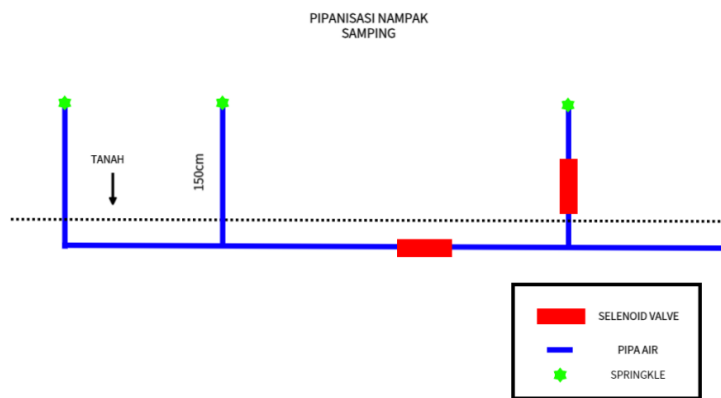 PIPANISASI NAMPAK
SAMPING
TANAH
150cm
SELENOID VALVE
PIPA AIR
SPRINGKLE